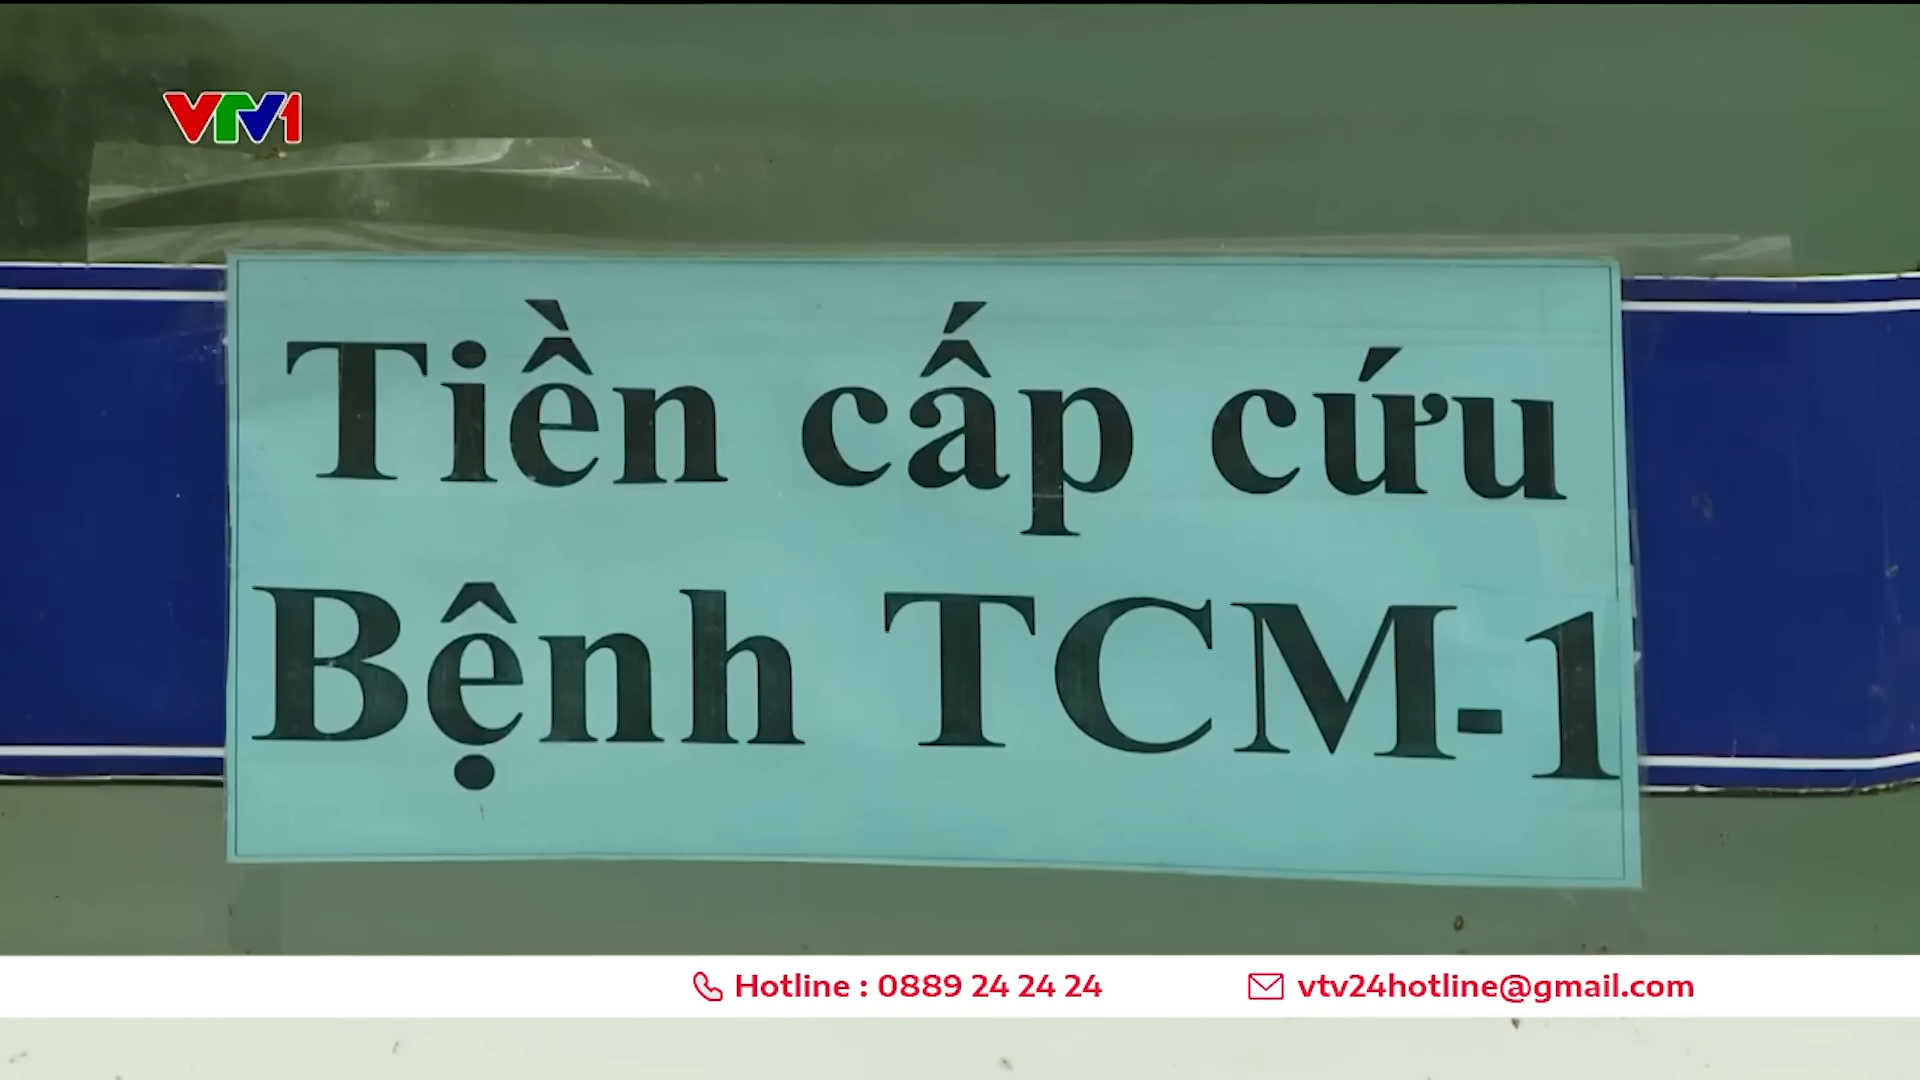 VTV1
Tiền cấp cứu
Bệnh TCM-1
Hotline : 0889 24 24 24
vtv24hotline@gmail.com